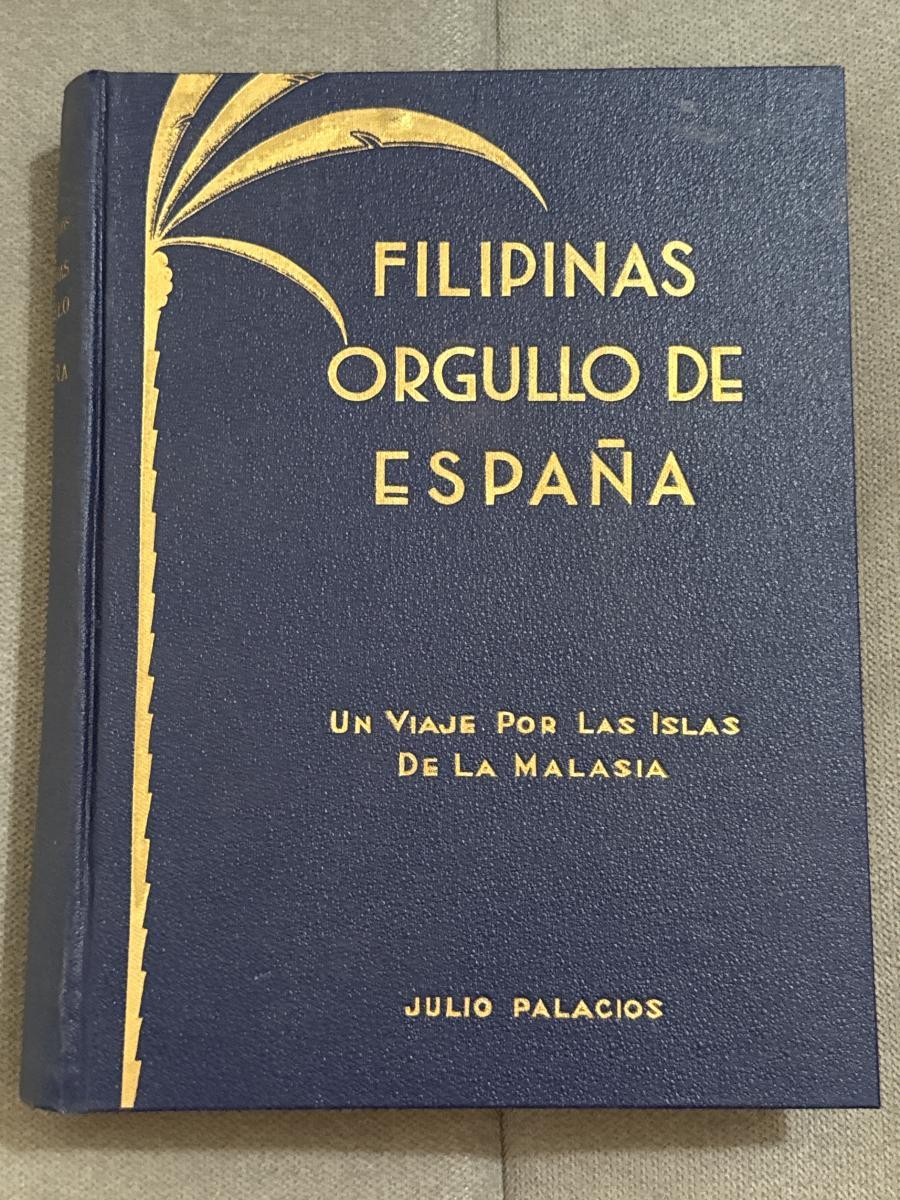 FILIPINAS
ORGULLO DE
ESPAÑA
UN VIAJE POR LAS ISLAS
DE LA MALASIA
JULIO PALACIOS